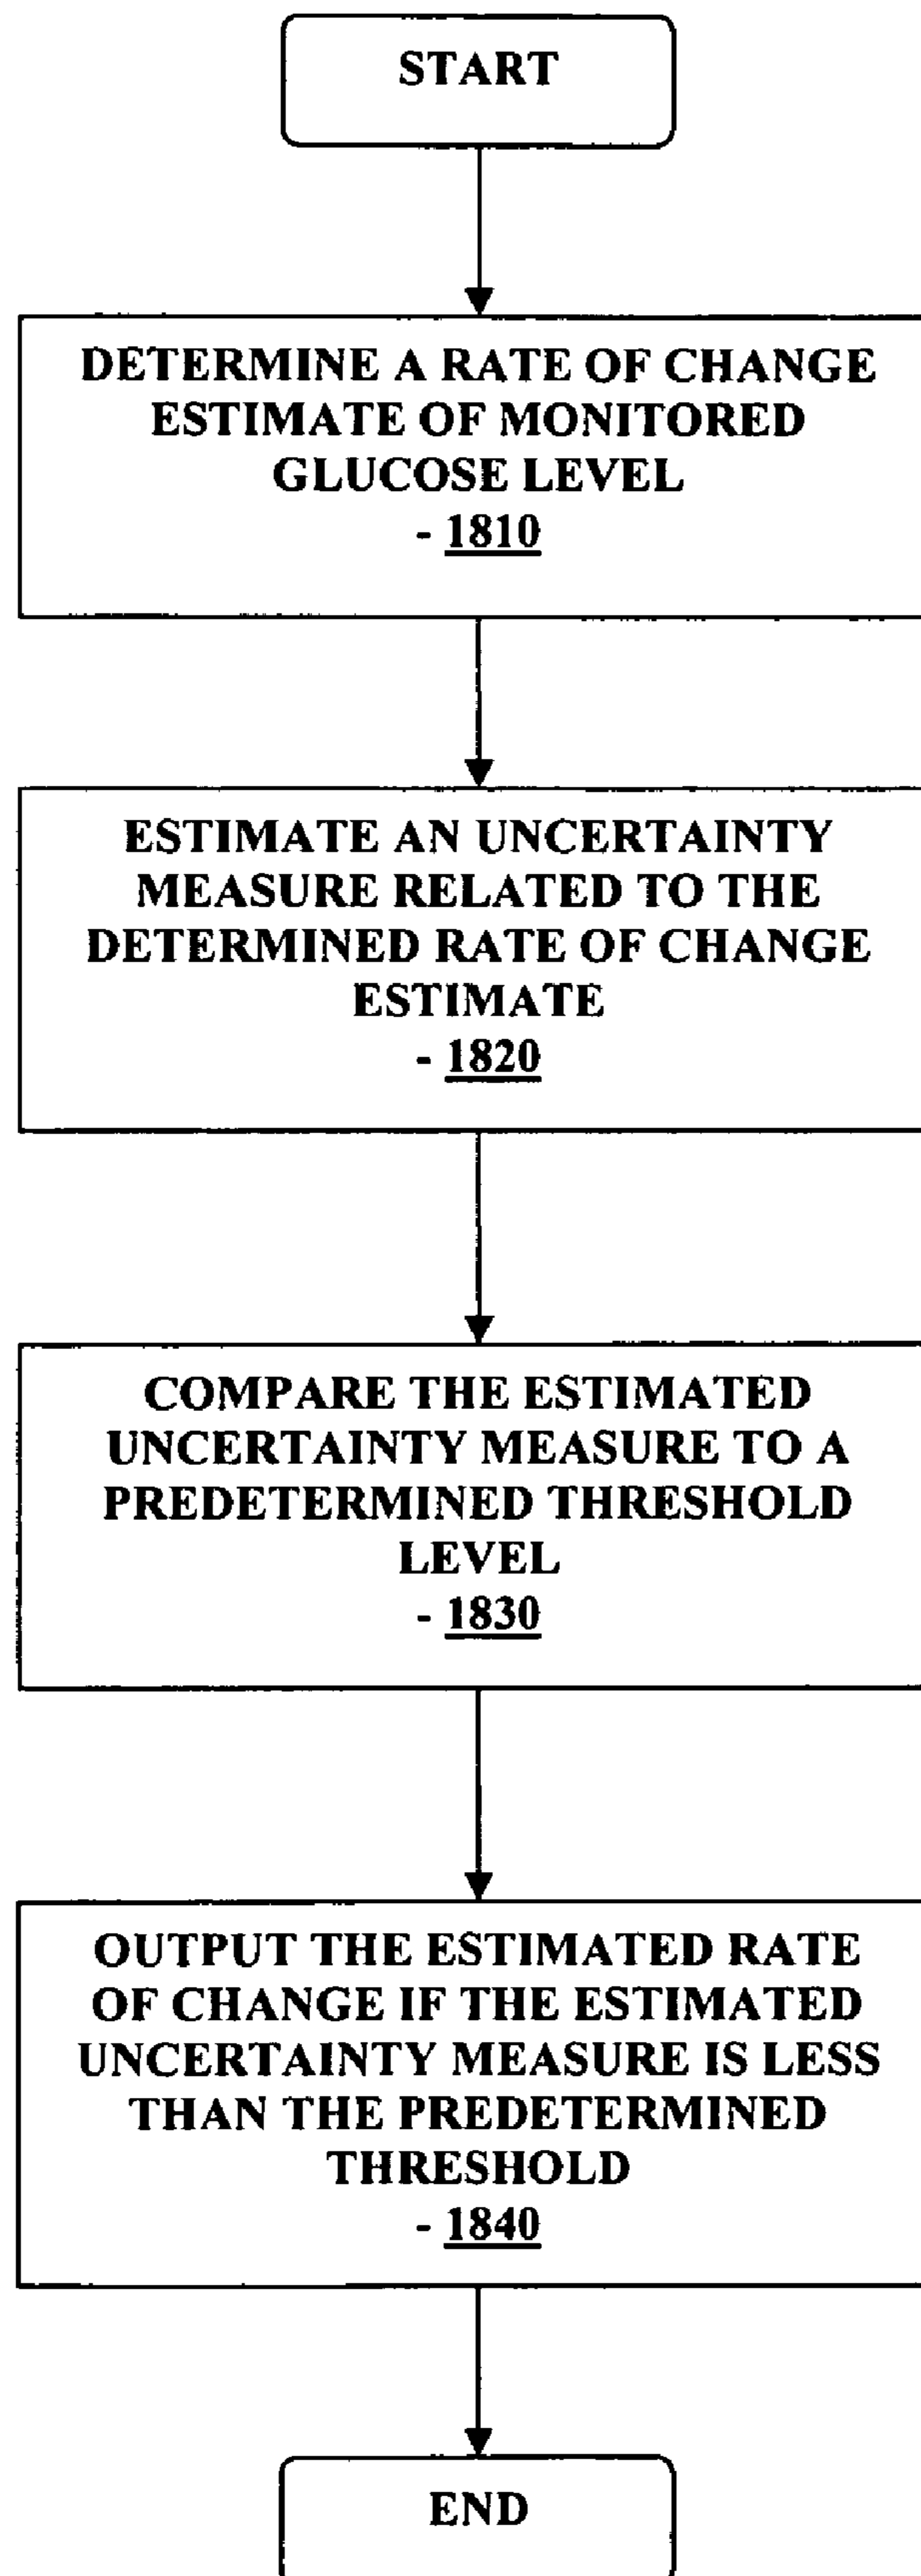 START
DETERMINE A RATE OF CHANGE
ESTIMATE OF MONITORED
GLUCOSE LEVEL
- 1810
ESTIMATE AN UNCERTAINTY
MEASURE RELATED TO THE
DETERMINED RATE OF CHANGE
ESTIMATE
- 1820
COMPARE THE ESTIMATED
UNCERTAINTY MEASURE TO A
PREDETERMINED THRESHOLD
LEVEL
- 1830
OUTPUT THE ESTIMATED RATE
OF CHANGE IF THE ESTIMATED
UNCERTAINTY MEASURE IS LESS
THAN THE PREDETERMINED
THRESHOLD
- 1840
END